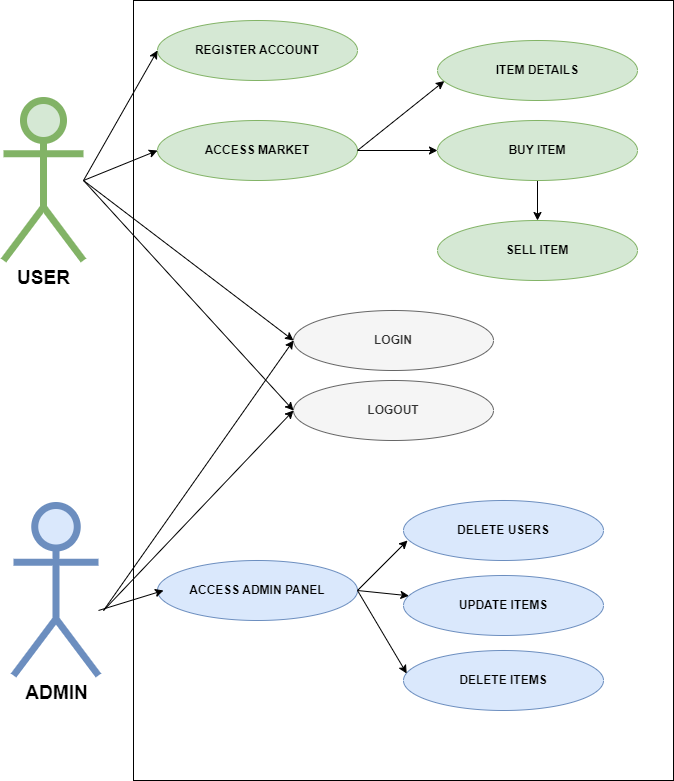 REGISTER ACCOUNT
ITEM DETAILS
ACCESS MARKET
BUY ITEM
USER
SELL ITEM
LOGIN
LOGOUT
DELETE USERS
ACCESS ADMIN PANEL
UPDATE ITEMS
DELETE ITEMS
ADMIN